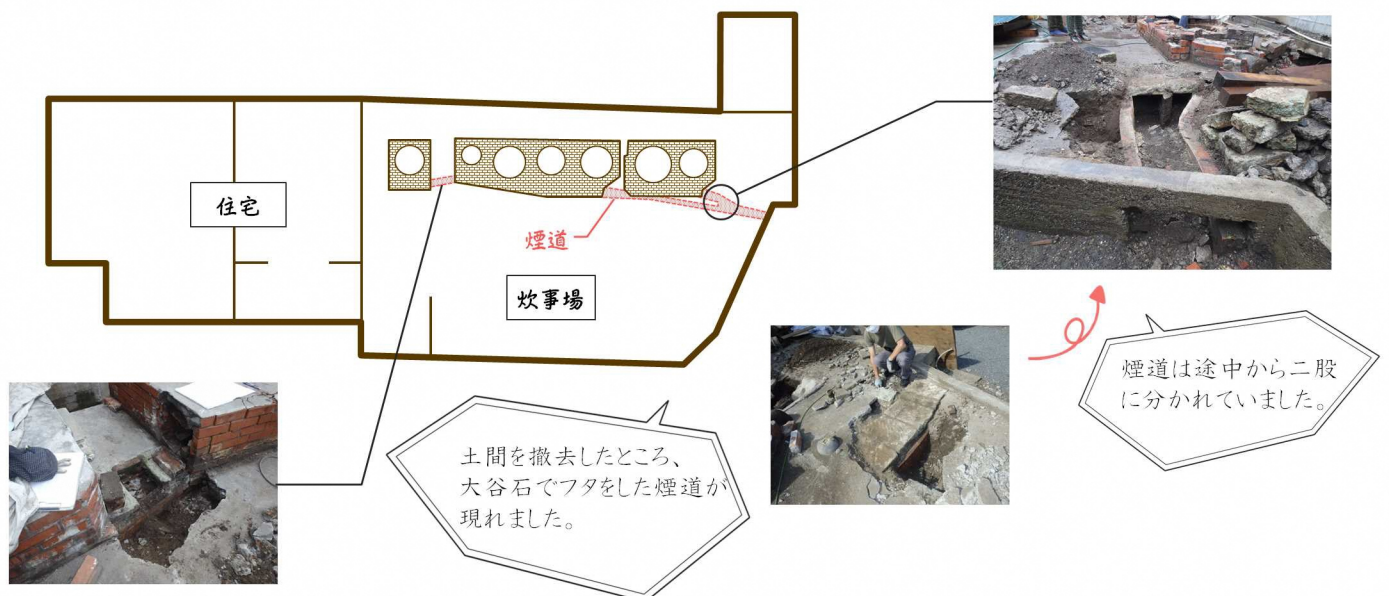 住宅
煙道
炊事場
土間を撤去したところ、
大谷石でフタをした煙道が
現れました。
煙道は途中から二股
に分かれていました。